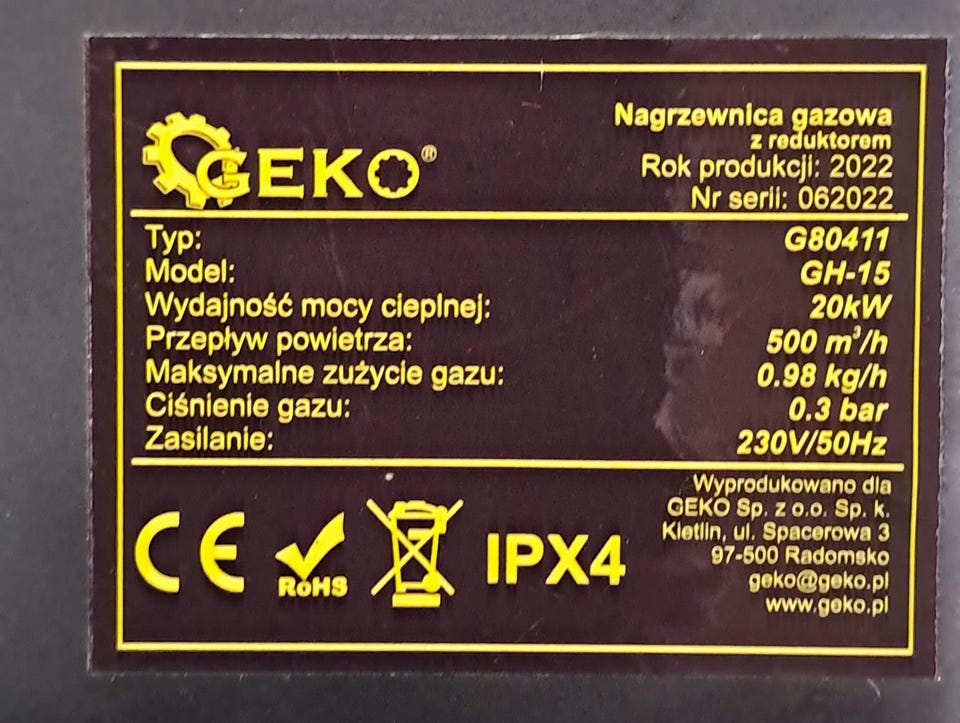 GEKO®
Nagrzewnica gazowa
z reduktorem
Rok produkcji: 2022
Nr serii: 062022
Typ: G80411
Model: GH-15
Wydajność mocy cieplnej: 20kW
Przepływ powietrza: 500 m³/h
Maksymalne zużycie gazu: 0.98 kg/h
Ciśnienie gazu: 0.3 bar
Zasilanie: 230V/50Hz
CE
RoHS
IPX4
Wyprodukowano dla
GEKO Sp. z o.o. Sp. k.
Kietlin, ul. Spacerowa 3
97-500 Radomsko
geko@geko.pl
www.geko.pl